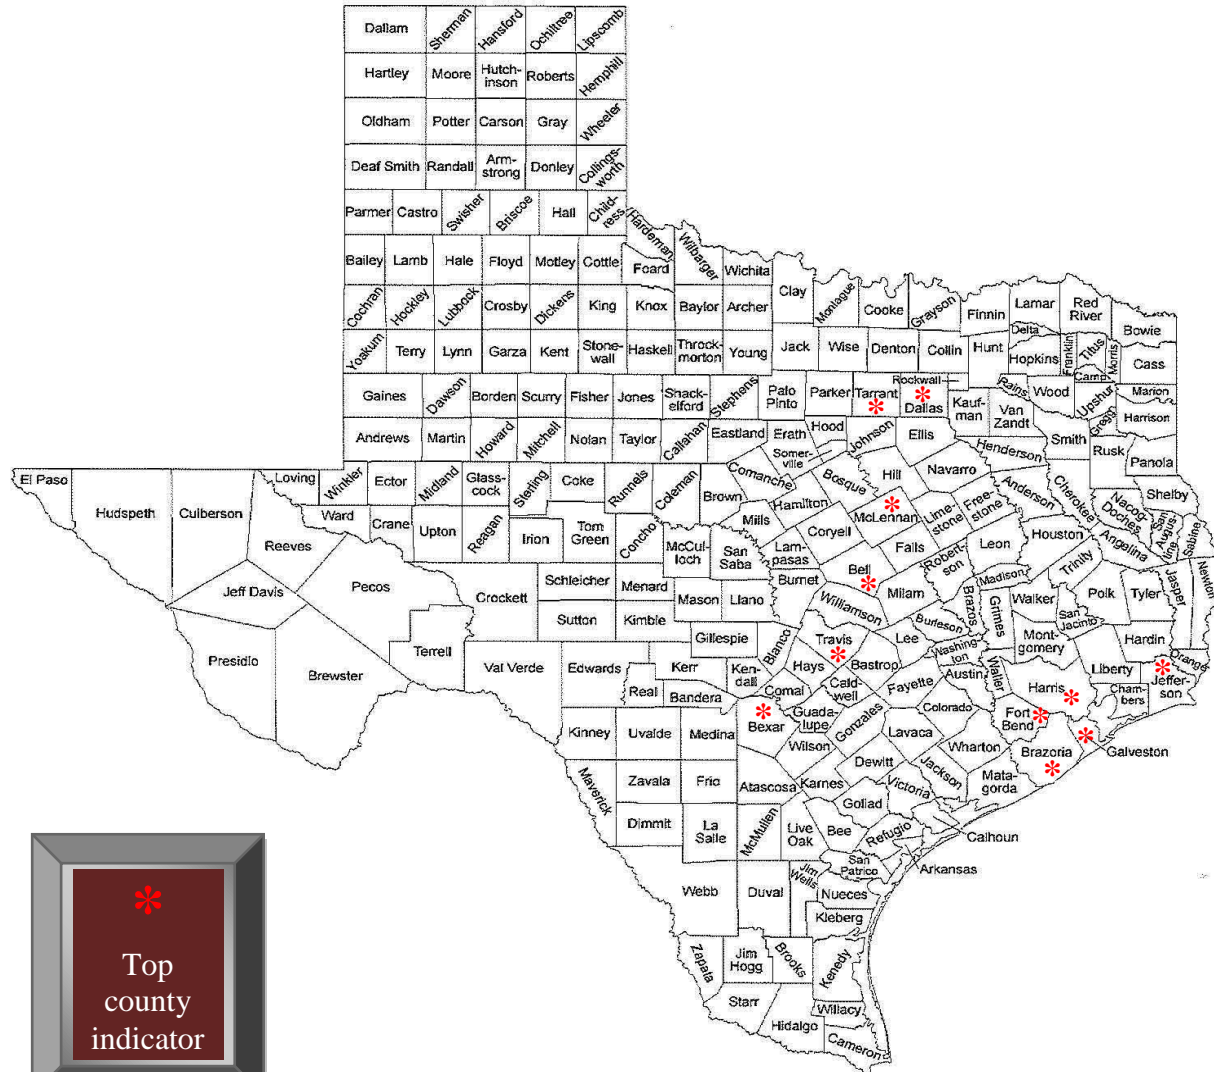 Dallam
Sherman
Hansford
Ochiltree
Lipscomb
Hartley
Moore
Hutch-
inson
Roberts
Hemphill
Oldham
Potter
Carson
Gray
Wheeler
Deaf Smith
Randall
Arm-
strong
Donley
Collings-
worth
Parmer
Castro
Swisher
Briscoe
Hall
Child-
ress
Hardeman
Bailey
Lamb
Hale
Floyd
Motley
Cottle
Foard
Wilbarger
Wichita
Clay
Montague
Cooke
Grayson
Finnin
Lamar
Red
River
Bowie
Cochran
Hockley
Lubbock
Crosby
Dickens
King
Knox
Baylor
Archer
Delta
Franklin
Titus
Morris
Cass
Yoakum
Terry
Lynn
Garza
Kent
Stone-
wall
Haskell
Throck-
morton
Young
Jack
Wise
Denton
Collin
Hunt
Hopkins
Camp
Marion
Gaines
Dawson
Borden
Scurry
Fisher
Jones
Shack-
elford
Stephens
Palo
Pinto
Parker
Tarrant
*
Rockwall
*
Dallas
Kauf-
man
Rains
Van
Zandt
Wood
Upshur
Gregg
Harrison
Andrews
Martin
Howard
Mitchell
Nolan
Taylor
Callahan
Eastland
Erath
Hood
Somer-
ville
Johnson
Ellis
Henderson
Smith
Rusk
Panola
El Paso
Hudspeth
Culberson
Loving
Winkler
Ector
Midland
Glass-
cock
Sterling
Coke
Runnels
Coleman
Brown
Comanche
Hamilton
Bosque
Hill
Navarro
Anderson
Cherokee
Nacog-
Doches
Shelby
Reeves
Ward
Crane
Upton
Reagan
Irion
Tom
Green
Concho
McCul-
loch
San
Saba
Mills
Lam-
pasas
Coryell
*
McLennan
Lime-
stone
Free-
stone
Falls
Leon
Houston
Angelina
San
Augus-
tine
Sabine
Newton
Jeff Davis
Pecos
Crockett
Schleicher
Menard
Mason
Llano
Burnet
Bell
*
Milam
Robert-
son
Madison
Trinity
Polk
Tyler
Jasper
Presidio
Brewster
Terrell
Val Verde
Sutton
Kimble
Gillespie
Blanco
Williamson
Travis
*
Lee
Burleson
Brazos
Grimes
Walker
San
Jacinto
Hardin
Orange
Edwards
Real
Kerr
Bandera
Ken-
dall
Hays
Comal
Cald-
well
Bastrop
Fayette
Washing-
ton
Austin
Waller
Mont-
gomery
Liberty
*
Jeffer-
son
Cham-
bers
Harris
*
Kinney
Uvalde
Medina
*
Bexar
Guada-
lupe
Wilson
Gonzales
Lavaca
Colorado
Wharton
Fort
Bend
*
Brazoria
*
*
Galveston
Maverick
Zavala
Frio
Atascosa
Karnes
Dewitt
Victoria
Jackson
Mata-
gorda
Dimmit
La
Salle
McMullen
Live
Oak
Bee
Goliad
Refugio
Calhoun
Webb
Duval
Jim
Wells
San
Patrico
Arkansas
Nueces
Kleberg
Zapala
Jim
Hogg
Brooks
Kenedy
Starr
Hidalgo
Willacy
Cameron
*
Top
county
indicator